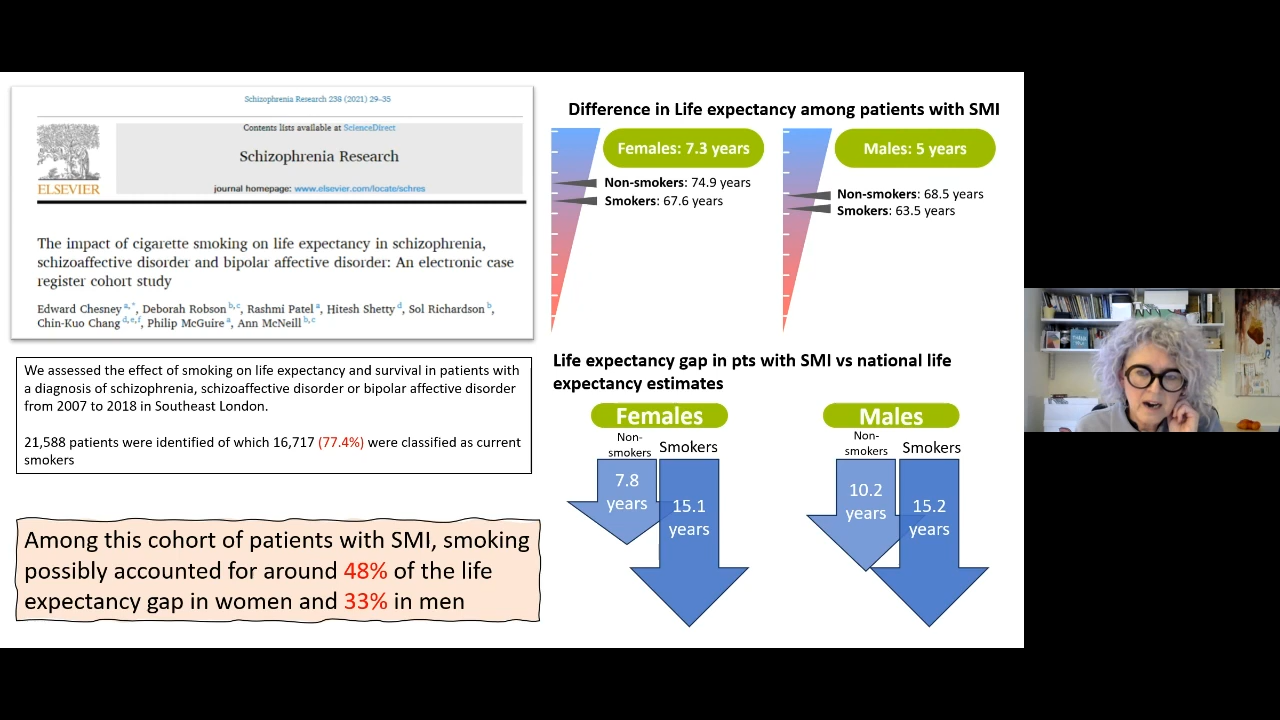 Schizophrenia Research 238 (2021) 29–35
Contents lists available at ScienceDirect
Schizophrenia Research
journal homepage: www.elsevier.com/locate/schres
ELSEVIER
The impact of cigarette smoking on life expectancy in schizophrenia,
schizoaffective disorder and bipolar affective disorder: An electronic case
register cohort study
Edward Chesney a,*, Deborah Robson b,c, Rashmi Patel a, Hitesh Shetty d, Sol Richardson b,
Chin-Kuo Chang d,e,f, Philip McGuire a, Ann McNeill b,c
We assessed the effect of smoking on life expectancy and survival in patients with
a diagnosis of schizophrenia, schizoaffective disorder or bipolar affective disorder
from 2007 to 2018 in Southeast London.
21,588 patients were identified of which 16,717 (77.4%) were classified as current
smokers
Among this cohort of patients with SMI, smoking
possibly accounted for around 48% of the life
expectancy gap in women and 33% in men
Difference in Life expectancy among patients with SMI
Females: 7.3 years
Non-smokers: 74.9 years
Smokers: 67.6 years
Males: 5 years
Non-smokers: 68.5 years
Smokers: 63.5 years
Life expectancy gap in pts with SMI vs national life
expectancy estimates
Females
Non-
smokers
Smokers
7.8
years
15.1
years
Males
Non-
smokers
Smokers
10.2
years
15.2
years